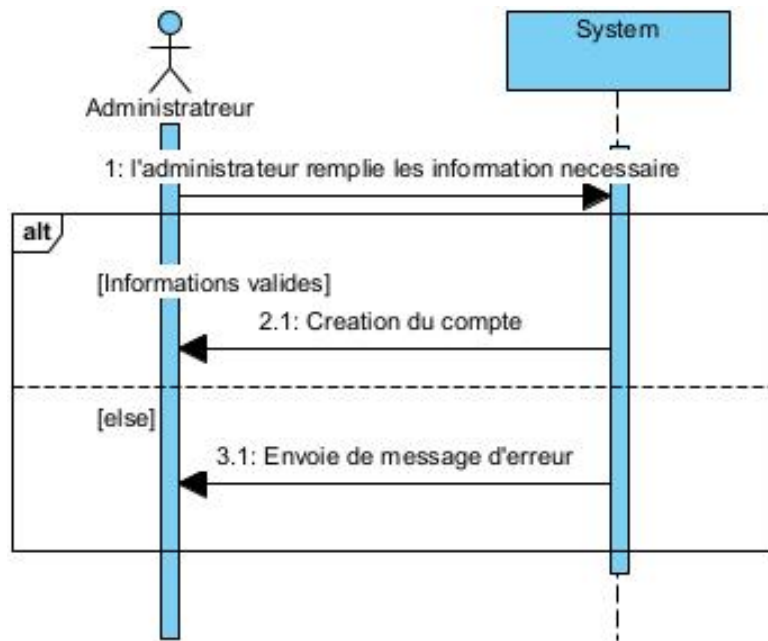 System
Administratreur
1: l'administrateur remplie les information necessaire
alt
[Informations valides]
2.1: Creation du compte
[else]
3.1: Envoie de message d'erreur